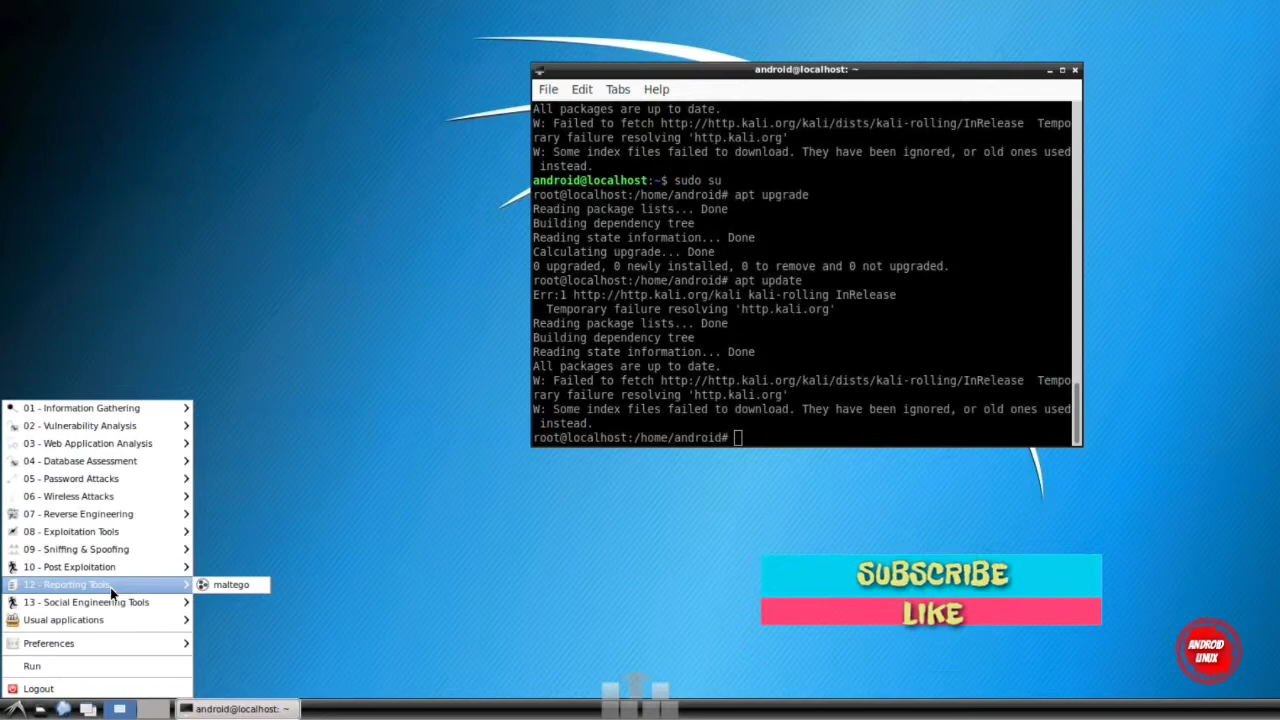 android@localhost: ~
File Edit Tabs Help
All packages are up to date.
W: Failed to fetch http://http.kali.org/kali/dists/kali-rolling/InRelease  Tempo
rary failure resolving 'http.kali.org'
W: Some index files failed to download. They have been ignored, or old ones used
 instead.
android@localhost:~$ sudo su
root@localhost:/home/android# apt upgrade
Reading package lists... Done
Building dependency tree
Reading state information... Done
Calculating upgrade... Done
0 upgraded, 0 newly installed, 0 to remove and 0 not upgraded.
root@localhost:/home/android# apt update
Err:1 http://http.kali.org/kali kali-rolling InRelease
  Temporary failure resolving 'http.kali.org'
Reading package lists... Done
Building dependency tree
Reading state information... Done
All packages are up to date.
W: Failed to fetch http://http.kali.org/kali/dists/kali-rolling/InRelease  Tempo
rary failure resolving 'http.kali.org'
W: Some index files failed to download. They have been ignored, or old ones used
 instead.
root@localhost:/home/android#
01 - Information Gathering
02 - Vulnerability Analysis
03 - Web Application Analysis
04 - Database Assessment
05 - Password Attacks
06 - Wireless Attacks
07 - Reverse Engineering
08 - Exploitation Tools
09 - Sniffing & Spoofing
10 - Post Exploitation
12 - Reporting Tools
maltego
13 - Social Engineering Tools
Usual applications
Preferences
Run
Logout
SUBSCRIBE
LIKE
ANDROID
LINUX
android@localhost: ~